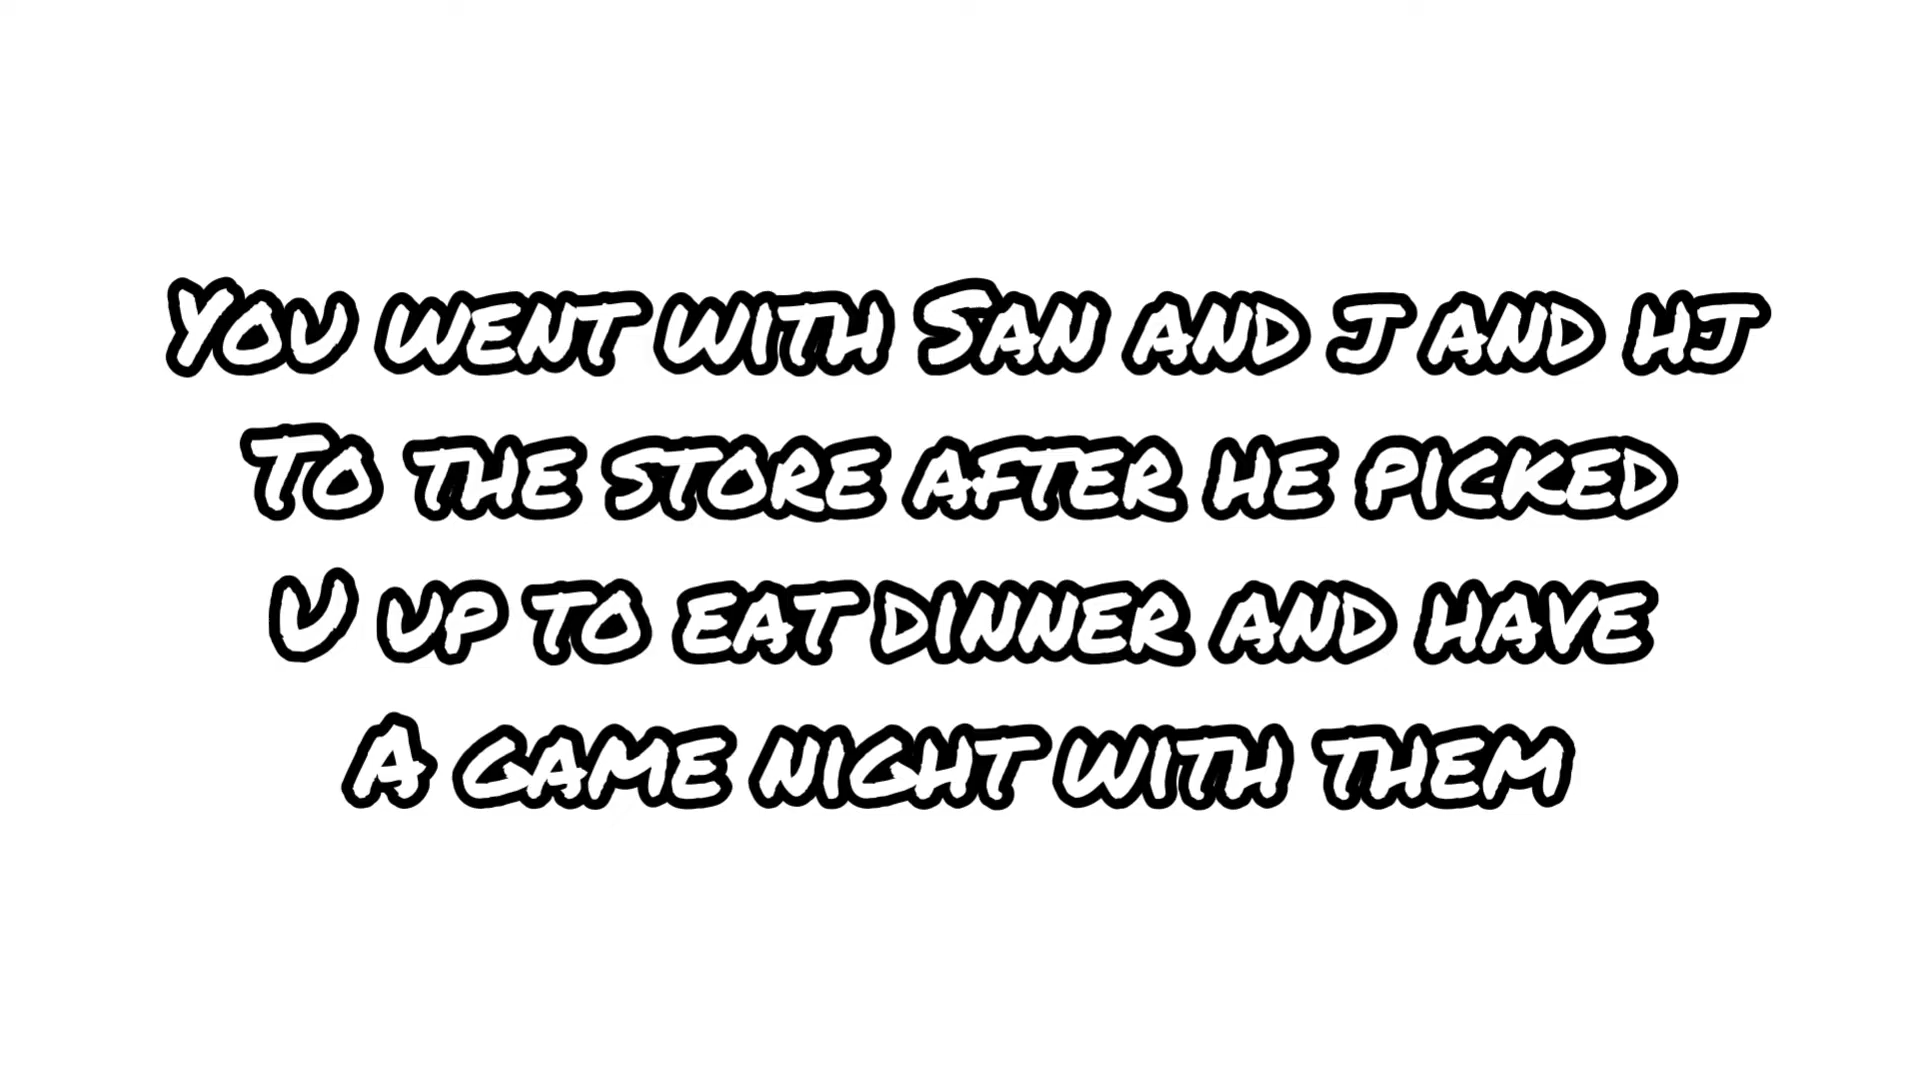 You went with San and j and hj
To the store after he picked
U up to eat dinner and have
A game night with them